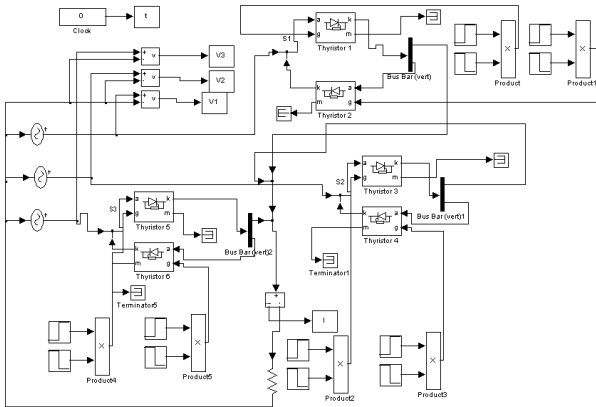 0
Clock
t
+
-
v
V3
+
-
v
V2
+
-
v
V1
S1
a
g
k
m
Thyristor 1
Bus Bar (vert)
k
m
a
g
Thyristor 2
×
Product
×
Product1
S2
a
g
k
m
Thyristor 3
Bus Bar (vert)1
k
m
a
g
Thyristor 4
Terminator1
S3
a
g
k
m
Thyristor 5
Bus Bar (vert)2
k
m
a
g
Thyristor 6
Terminator5
×
Product4
×
Product5
+
-
I
×
Product2
×
Product3